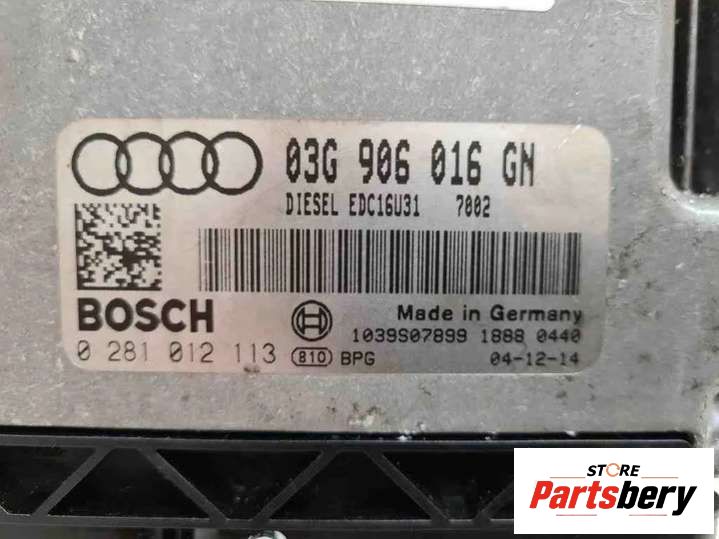 03G 906 016 GN
DIESEL EDC16U31 7002
BOSCH
Made in Germany
1039S07899 1888 0440
0 281 012 113 810 BPG 04-12-14
STORE
Partsbery